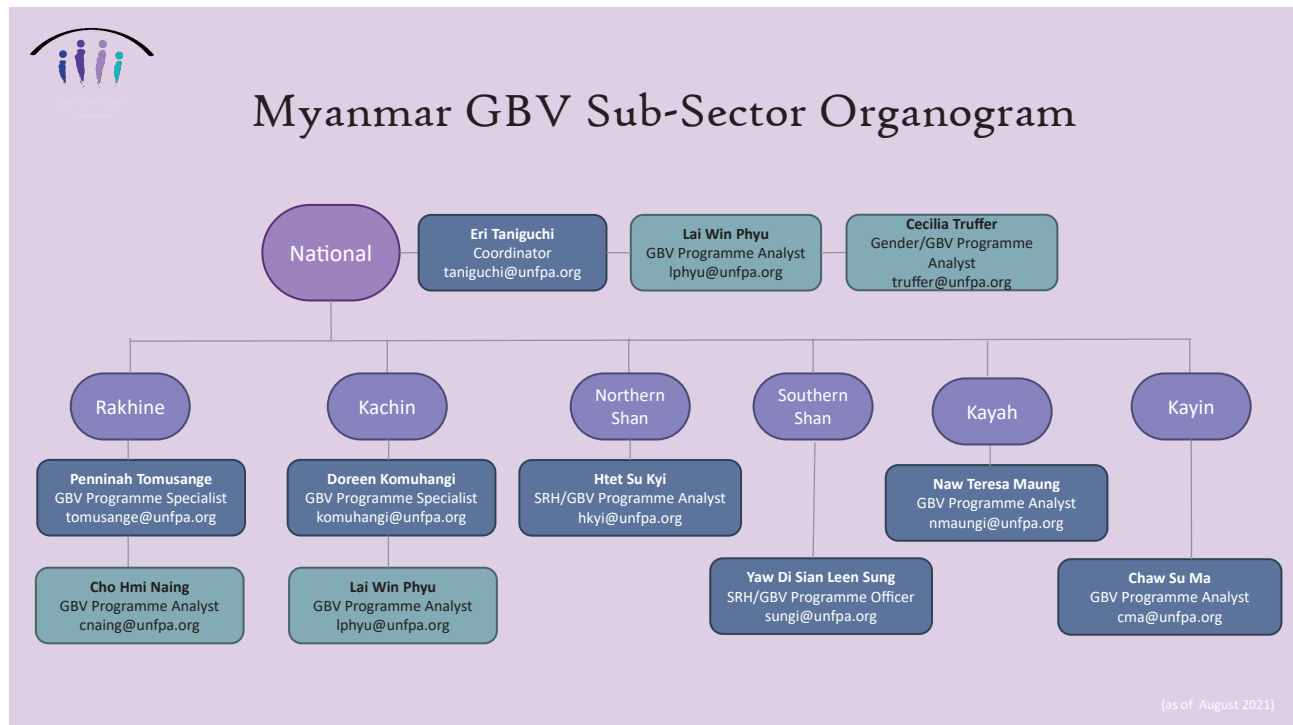 Myanmar GBV Sub-Sector Organogram
National
Eri Taniguchi
Coordinator
taniguchi@unfpa.org
Lai Win Phyu
GBV Programme Analyst
lphyu@unfpa.org
Cecilia Truffer
Gender/GBV Programme
Analyst
truffer@unfpa.org
Rakhine
Penninah Tomusange
GBV Programme Specialist
tomusange@unfpa.org
Cho Hmi Naing
GBV Programme Analyst
cnaing@unfpa.org
Kachin
Doreen Komuhangi
GBV Programme Specialist
komuhangi@unfpa.org
Lai Win Phyu
GBV Programme Analyst
lphyu@unfpa.org
Northern
Shan
Htet Su Kyi
SRH/GBV Programme Analyst
hkyi@unfpa.org
Southern
Shan
Yaw Di Sian Leen Sung
SRH/GBV Programme Officer
sungi@unfpa.org
Kayah
Naw Teresa Maung
GBV Programme Analyst
nmaungi@unfpa.org
Kayin
Chaw Su Ma
GBV Programme Analyst
cma@unfpa.org
(as of  August 2021)